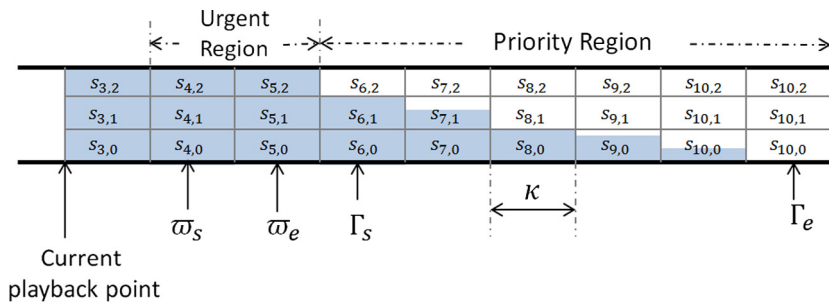 Urgent
Region
Priority Region
s3,2 s4,2 s5,2 s6,2 s7,2 s8,2 s9,2 s10,2 s10,2
s3,1 s4,1 s5,1 s6,1 s7,1 s8,1 s9,1 s10,1 s10,1
s3,0 s4,0 s5,0 s6,0 s7,0 s8,0 s9,0 s10,0 s10,0
ϖs ϖe Γs κ Γe
Current
playback point